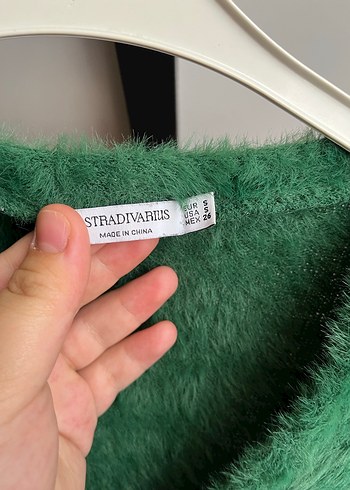 STRADIVARIUS
MADE IN CHINA
EUR S
USA S
MEX 26